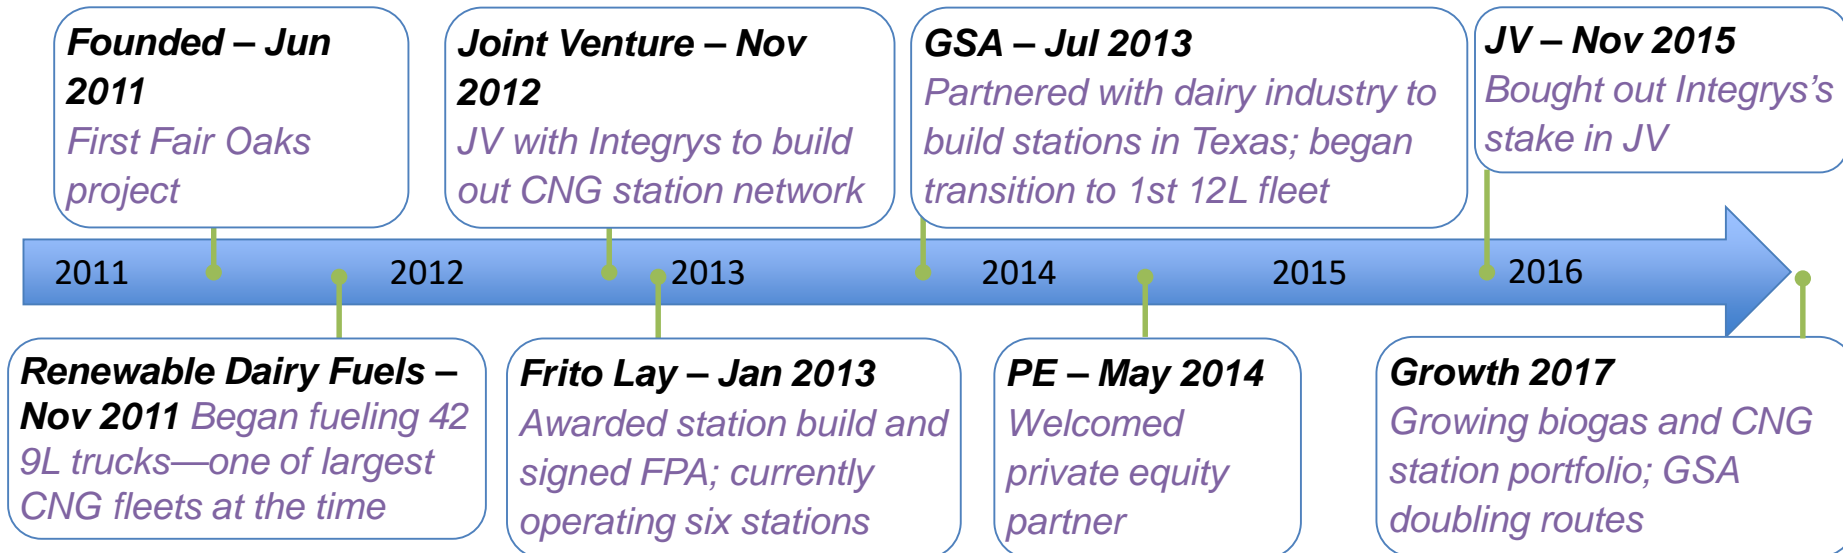 Founded – Jun
2011
First Fair Oaks
project
Joint Venture – Nov
2012
JV with Integrys to build
out CNG station network
GSA – Jul 2013
Partnered with dairy industry to
build stations in Texas; began
transition to 1st 12L fleet
JV – Nov 2015
Bought out Integrys's
stake in JV
2011 2012 2013 2014 2015 2016
Renewable Dairy Fuels –
Nov 2011 Began fueling 42
9L trucks—one of largest
CNG fleets at the time
Frito Lay – Jan 2013
Awarded station build and
signed FPA; currently
operating six stations
PE – May 2014
Welcomed
private equity
partner
Growth 2017
Growing biogas and CNG
station portfolio; GSA
doubling routes